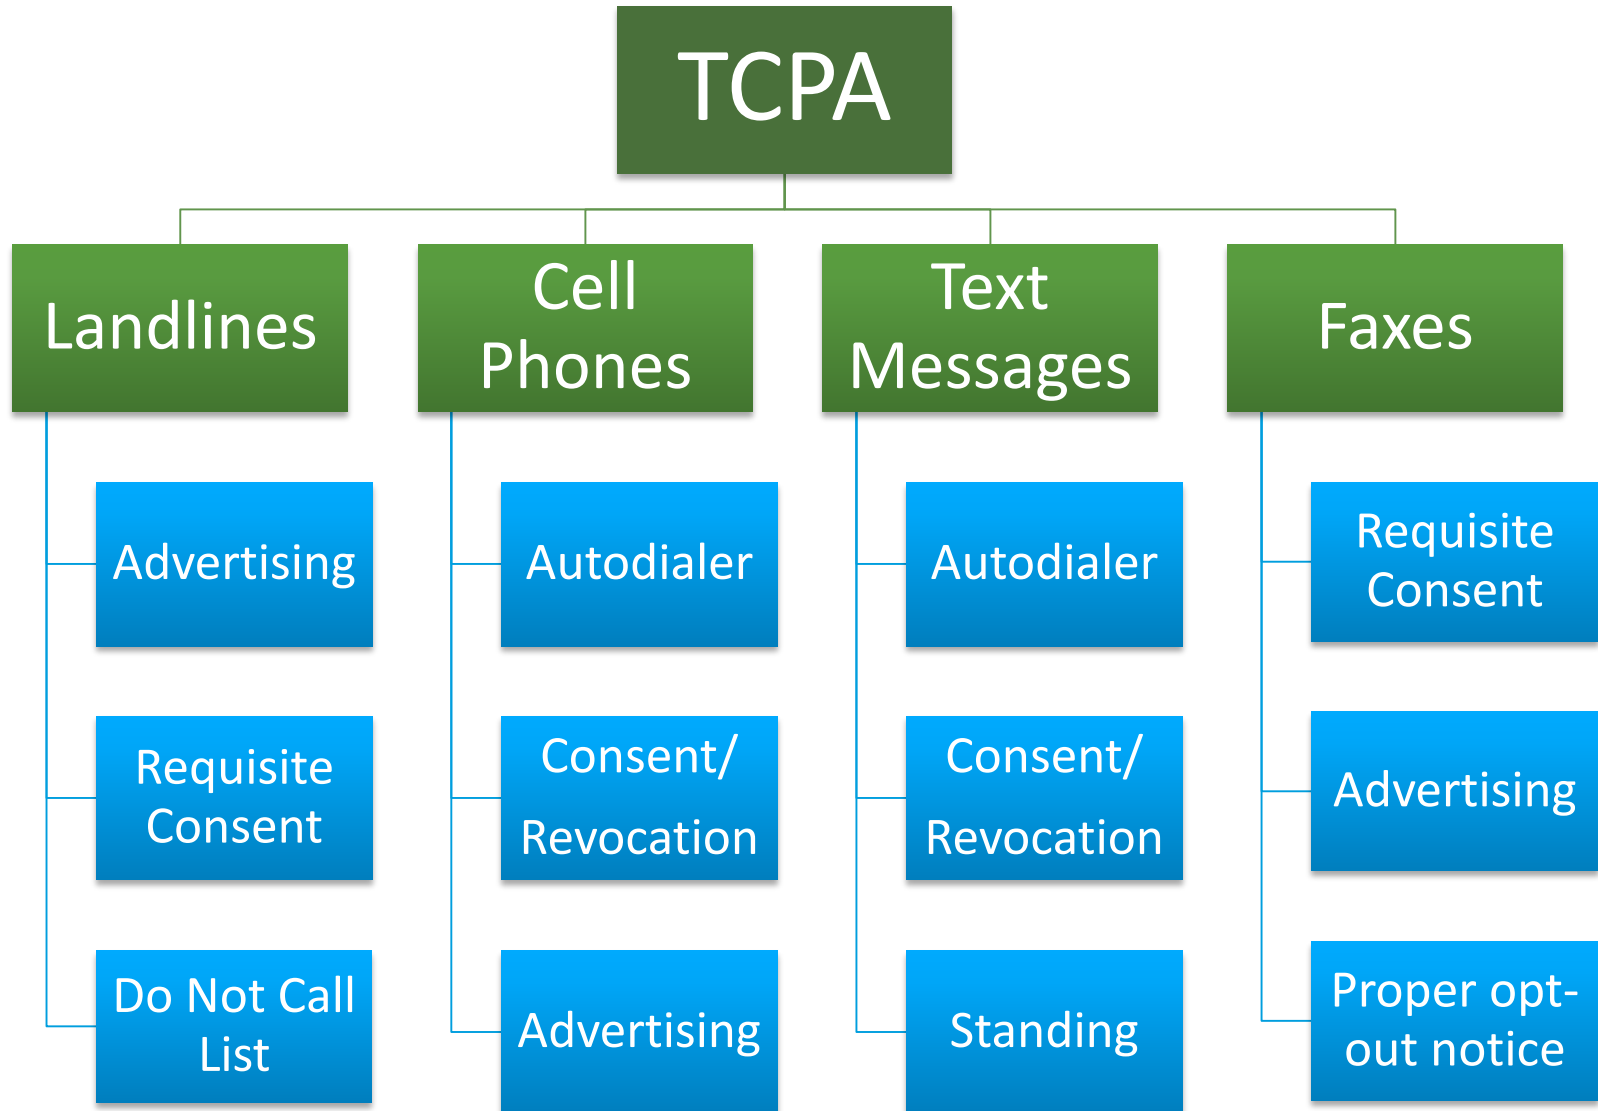 TCPA
Landlines
Cell
Phones
Text
Messages
Faxes
Advertising
Requisite
Consent
Do Not Call
List
Autodialer
Consent/
Revocation
Advertising
Autodialer
Consent/
Revocation
Standing
Requisite
Consent
Advertising
Proper opt-
out notice